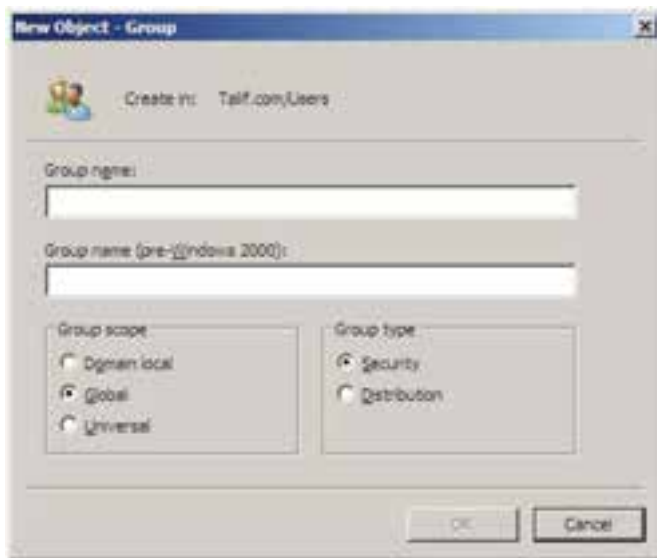 New Object - Group
Create in: Talif.com/Users
Group name:
Group name (pre-Windows 2000):
Group scope
Domain local
Global
Universal
Group type
Security
Distribution
OK
Cancel